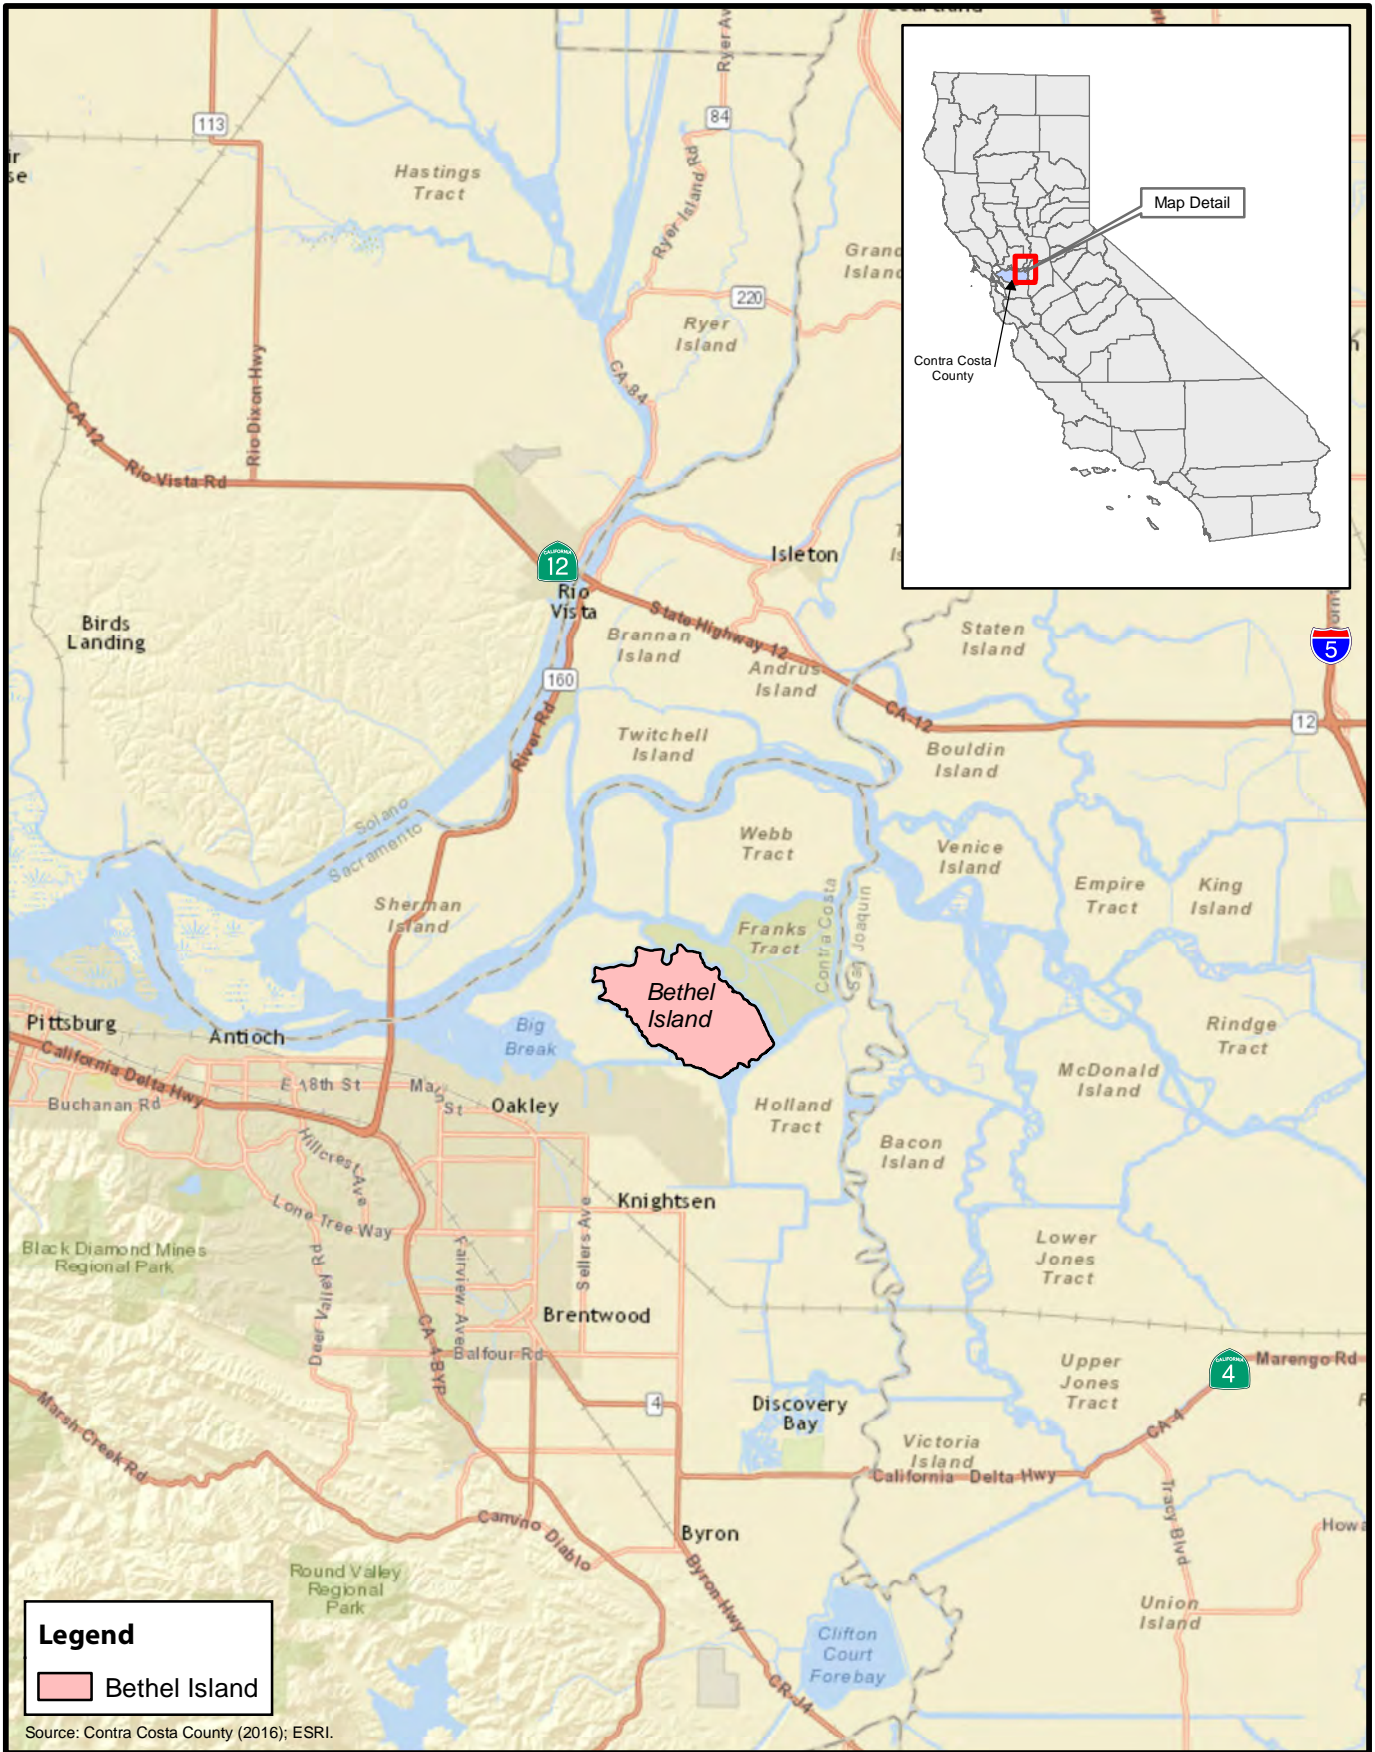 113
84
Ryer Av
Hastings
Tract
Ryer Island Rd
Grand
Island
220
Ryer
Island
CA 84
CA 12
Rio Dixon Hwy
Rio Vista Rd
Map Detail
Contra Costa
County
CALIFORNIA
12
Rio
Vista
Isleton
State Highway 12
Birds
Landing
Brannan
Island
Andrus
Island
Staten
Island
5
160
River Rd
CA 12
12
Twitchell
Island
Bouldin
Island
Solano
Sacramento
Webb
Tract
Venice
Island
Empire
Tract
King
Island
Sherman
Island
Franks
Tract
Contra Costa
San Joaquin
Bethel
Island
Pittsburg
Antioch
Big
Break
Rindge
Tract
California Delta Hwy
E 18th St
Main St
Buchanan Rd
Oakley
McDonald
Island
Holland
Tract
Bacon
Island
Hillcrest Ave
Lone Tree Way
Knightsen
Sellers Ave
Black Diamond Mines
Regional Park
Deer Valley Rd
Fairview Ave
Lower
Jones
Tract
Brentwood
CA 4 BYP
Balfour Rd
CALIFORNIA
4
Marengo Rd
Upper
Jones
Tract
4
Discovery
Bay
CA 4
Marsh Creek Rd
Victoria
Island
California Delta Hwy
Tracy Blvd
Camino Diablo
Byron
Howa
Byron Hwy
Round Valley
Regional
Park
Union
Island
Clifton
Court
Forebay
CR J4
Legend
Bethel Island
Source: Contra Costa County (2016); ESRI.